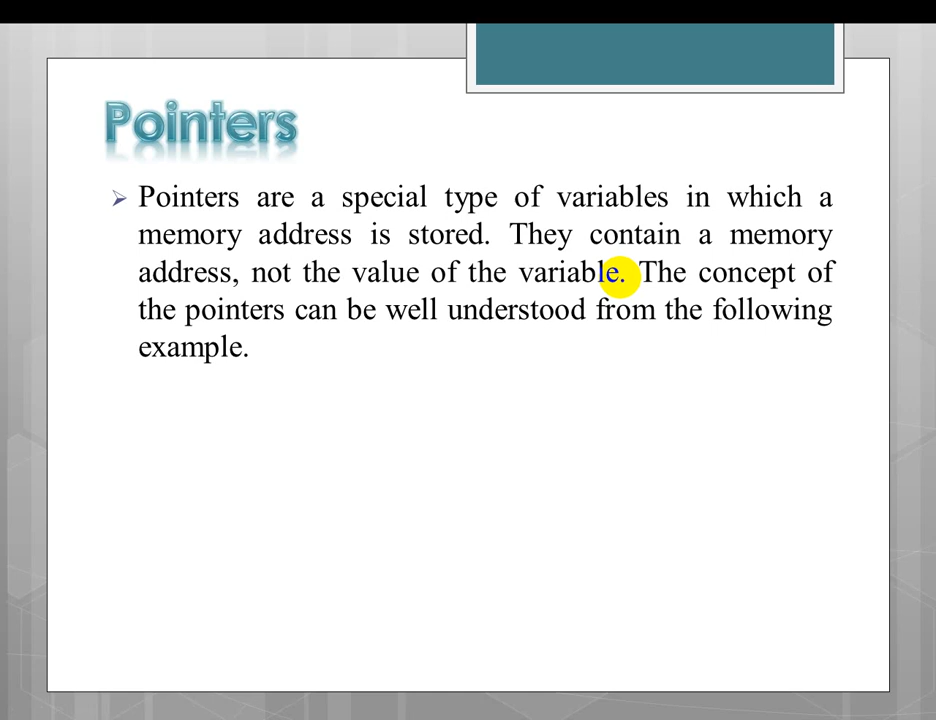 Pointers
Pointers are a special type of variables in which a
memory address is stored. They contain a memory
address, not the value of the variable. The concept of
the pointers can be well understood from the following
example.